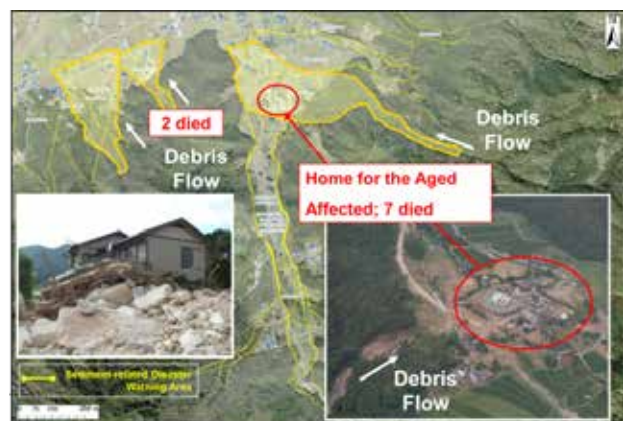 N
2 died
Debris
Flow
Debris
Flow
Home for the Aged
Affected; 7 died
Debris
Flow
Sediment-related Disaster
Warning Area